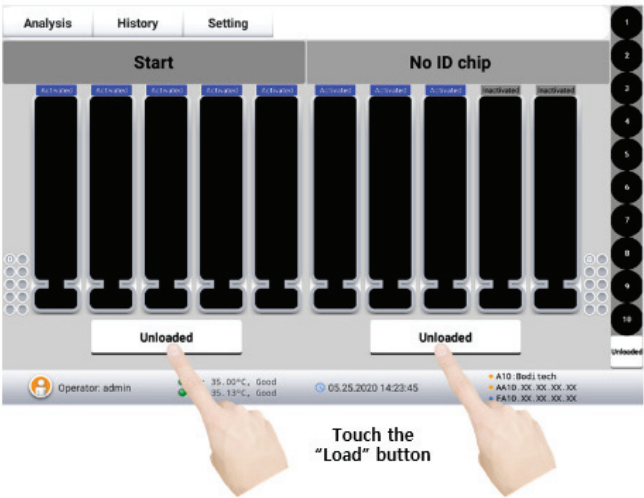 Analysis History Setting
Start No ID chip
Activated Activated Activated Activated Activated Activated Activated Activated Inactivated Inactivated
1
2
3
4
5
6
7
8
9
10
Unloaded
Unloaded Unloaded
Operator: admin
35.00°C, Good
35.13°C, Good
05.25.2020 14:23:45
A10:Bodi tech
AA10.XX.XX.XX.XX
FA10.XX.XX.XX.XX
Touch the
“Load” button